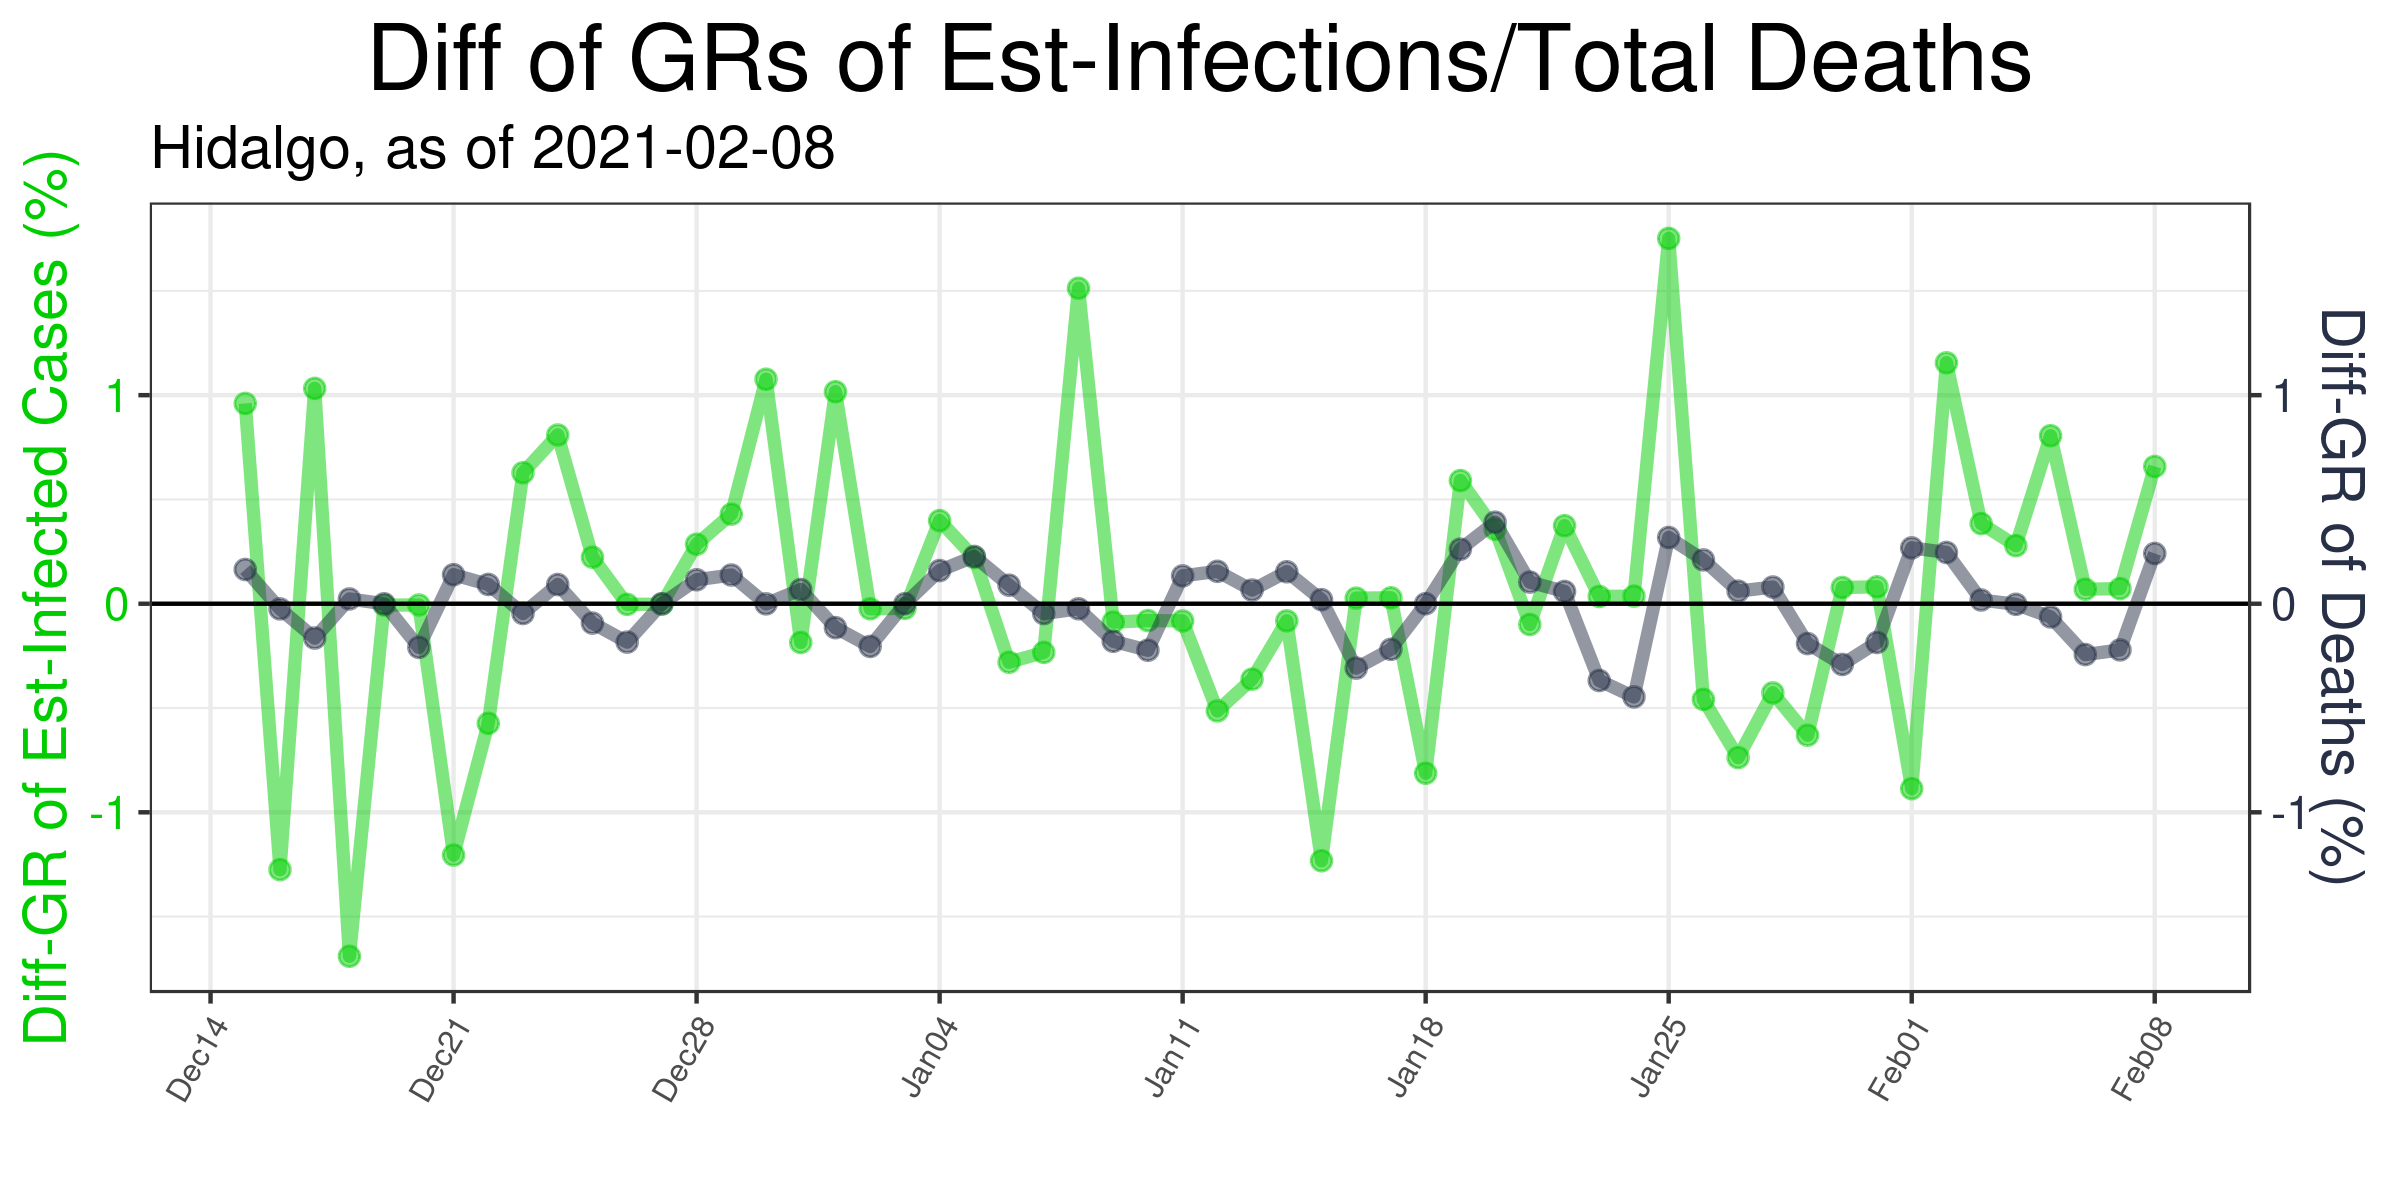 Diff of GRs of Est-Infections/Total Deaths
Hidalgo, as of 2021-02-08
Diff-GR of Est-Infected Cases (%)
1
0
-1
1
0
-1
Diff-GR of Deaths (%)
Dec14
Dec21
Dec28
Jan04
Jan11
Jan18
Jan25
Feb01
Feb08